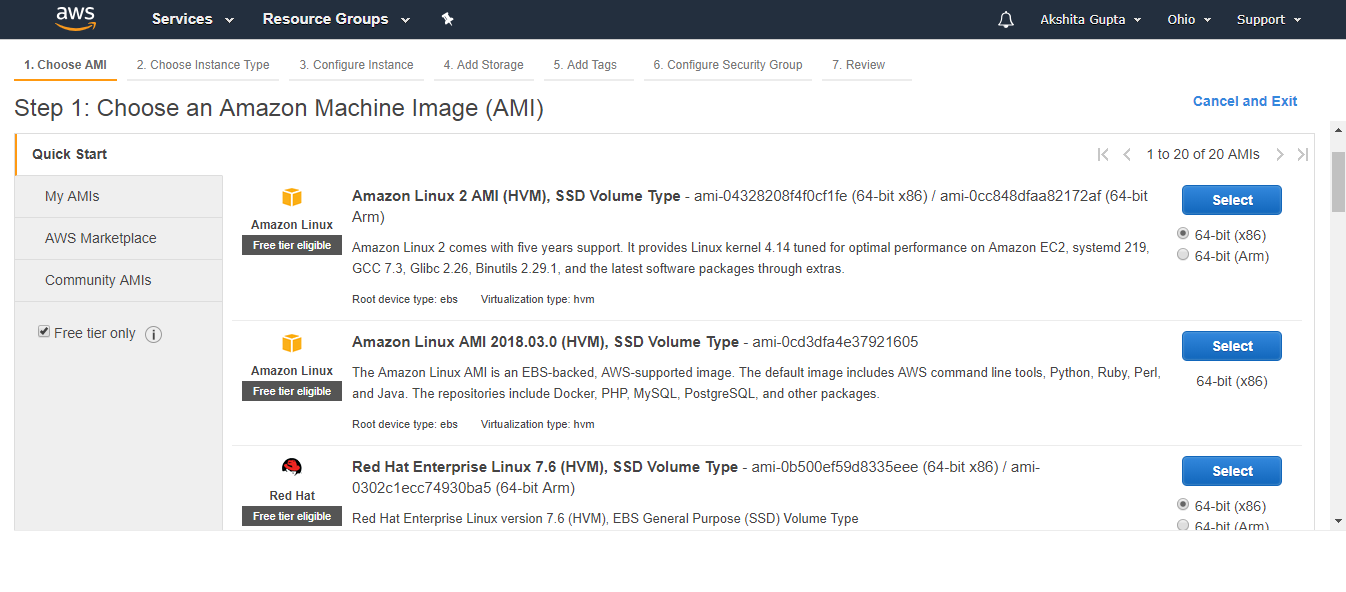 aws
Services
Resource Groups
Akshita Gupta
Ohio
Support
1. Choose AMI
2. Choose Instance Type
3. Configure Instance
4. Add Storage
5. Add Tags
6. Configure Security Group
7. Review
Step 1: Choose an Amazon Machine Image (AMI)
Cancel and Exit
Quick Start
1 to 20 of 20 AMIs
My AMIs
AWS Marketplace
Community AMIs
Free tier only
i
Amazon Linux
Free tier eligible
Amazon Linux 2 AMI (HVM), SSD Volume Type - ami-04328208f4f0cf1fe (64-bit x86) / ami-0cc848dfaa82172af (64-bit
Arm)
Amazon Linux 2 comes with five years support. It provides Linux kernel 4.14 tuned for optimal performance on Amazon EC2, systemd 219,
GCC 7.3, Glibc 2.26, Binutils 2.29.1, and the latest software packages through extras.
Root device type: ebs Virtualization type: hvm
Select
64-bit (x86)
64-bit (Arm)
Amazon Linux
Free tier eligible
Amazon Linux AMI 2018.03.0 (HVM), SSD Volume Type - ami-0cd3dfa4e37921605
The Amazon Linux AMI is an EBS-backed, AWS-supported image. The default image includes AWS command line tools, Python, Ruby, Perl,
and Java. The repositories include Docker, PHP, MySQL, PostgreSQL, and other packages.
Root device type: ebs Virtualization type: hvm
Select
64-bit (x86)
Red Hat
Free tier eligible
Red Hat Enterprise Linux 7.6 (HVM), SSD Volume Type - ami-0b500ef59d8335eee (64-bit x86) / ami-
0302c1ecc74930ba5 (64-bit Arm)
Red Hat Enterprise Linux version 7.6 (HVM), EBS General Purpose (SSD) Volume Type
Select
64-bit (x86)
64-bit (Arm)